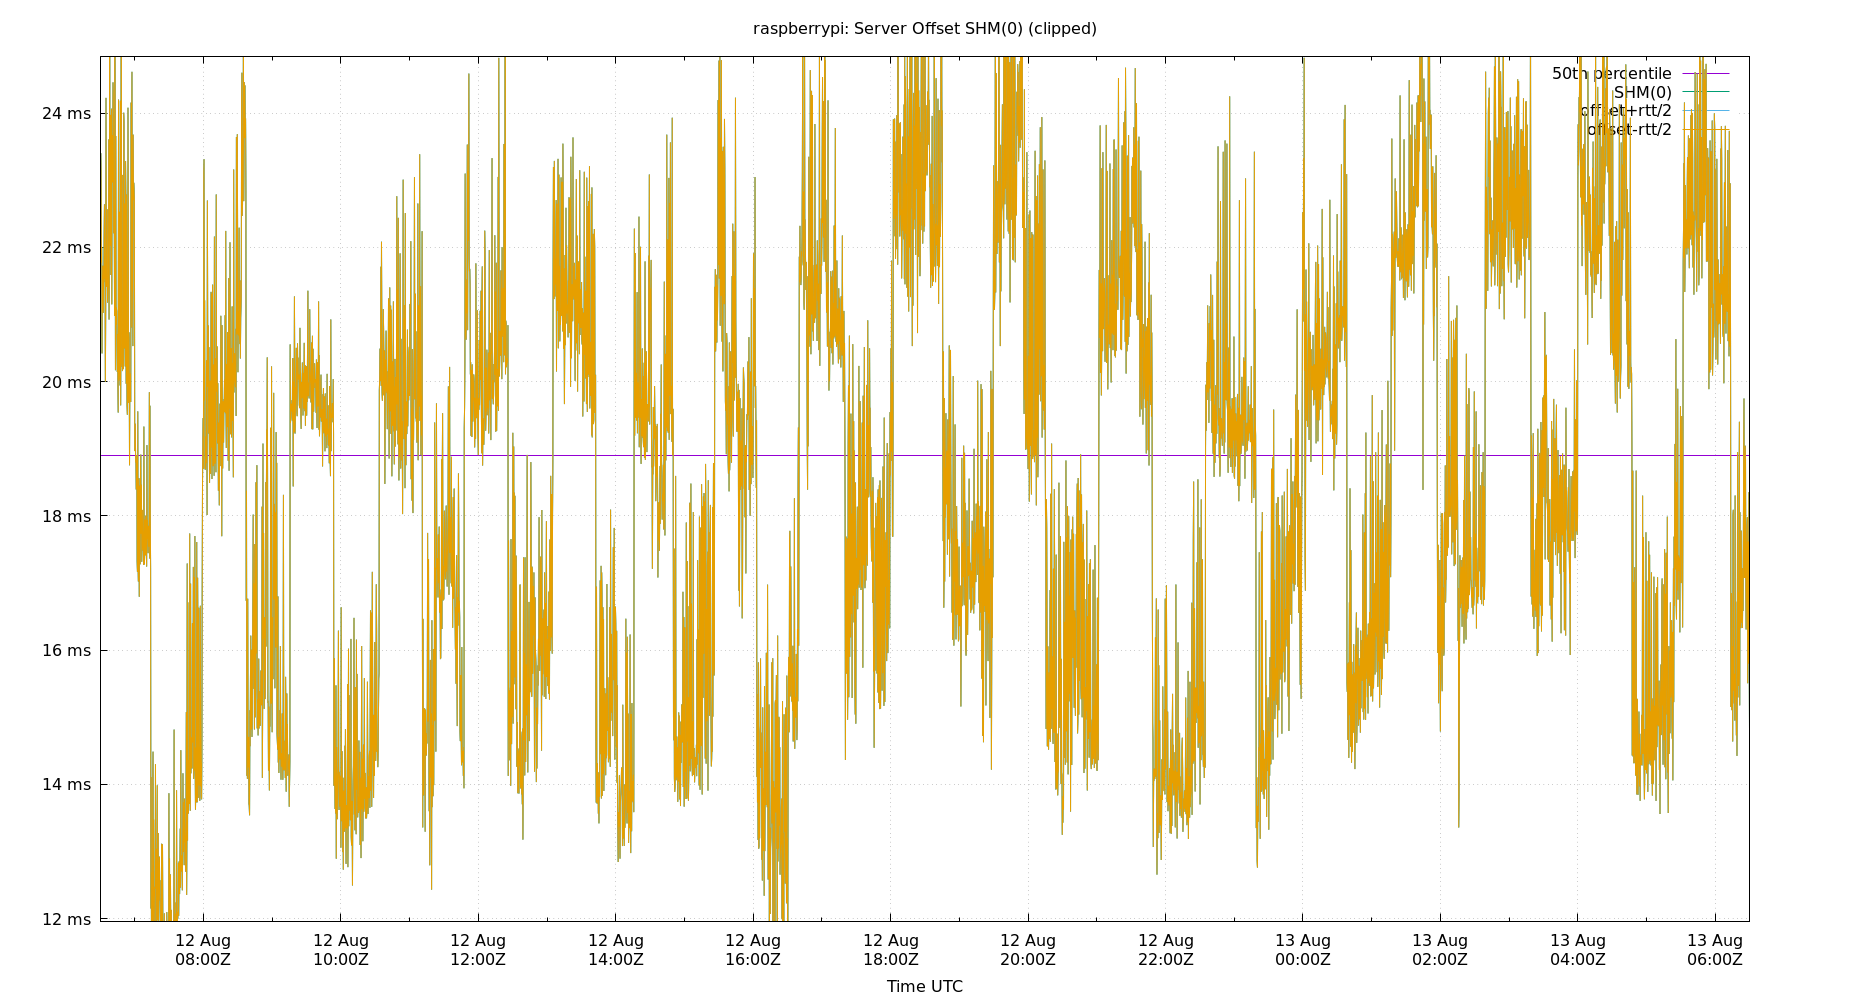 raspberrypi: Server Offset SHM(0) (clipped)
50th percentile
SHM(0)
offset+rtt/2
offset-rtt/2
24 ms
22 ms
20 ms
18 ms
16 ms
14 ms
12 ms
12 Aug 12 Aug 12 Aug 12 Aug 12 Aug 12 Aug 12 Aug 12 Aug 13 Aug 13 Aug 13 Aug 13 Aug
08:00Z 10:00Z 12:00Z 14:00Z 16:00Z 18:00Z 20:00Z 22:00Z 00:00Z 02:00Z 04:00Z 06:00Z
Time UTC